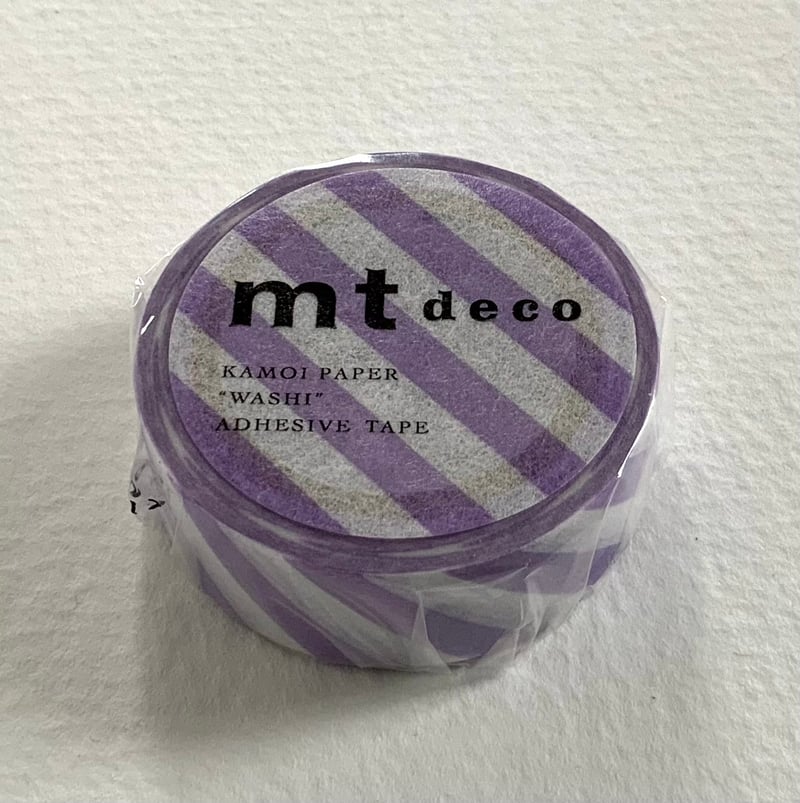 mt deco
KAMOI PAPER
"WASHI"
ADHESIVE TAPE